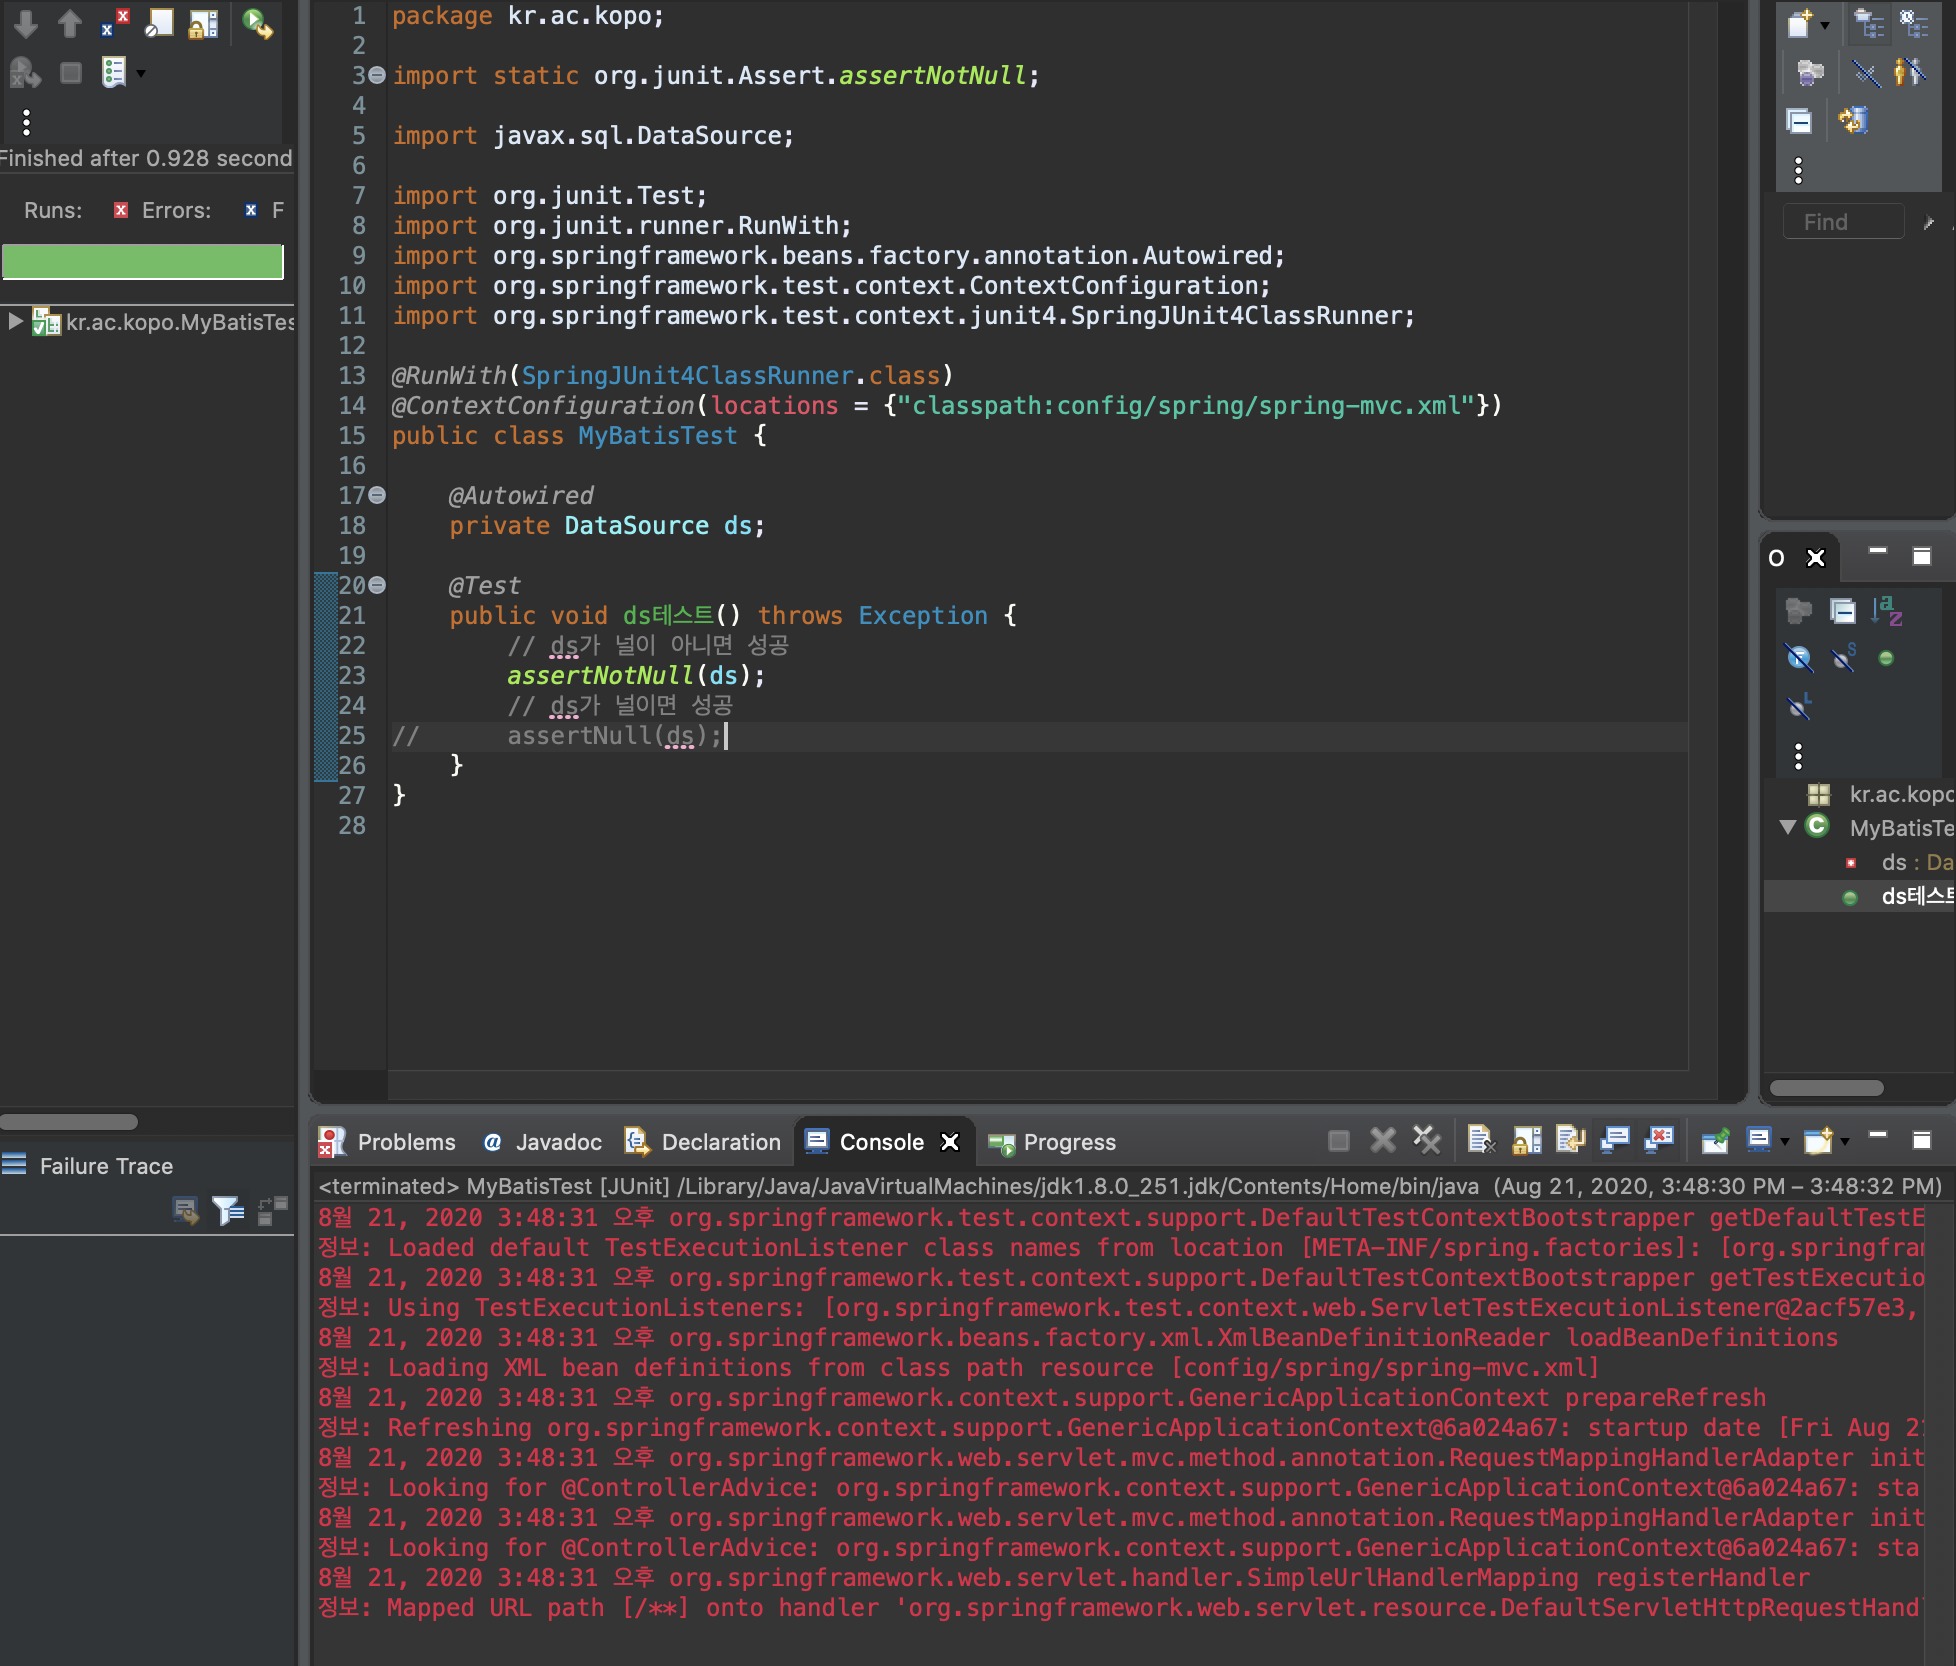 Finished after 0.928 second
Runs: Errors: F
kr.ac.kopo.MyBatisTes
Failure Trace
1 package kr.ac.kopo;
2
3 import static org.junit.Assert.assertNotNull;
4
5 import javax.sql.DataSource;
6
7 import org.junit.Test;
8 import org.junit.runner.RunWith;
9 import org.springframework.beans.factory.annotation.Autowired;
10 import org.springframework.test.context.ContextConfiguration;
11 import org.springframework.test.context.junit4.SpringJUnit4ClassRunner;
12
13 @RunWith(SpringJUnit4ClassRunner.class)
14 @ContextConfiguration(locations = {"classpath:config/spring/spring-mvc.xml"})
15 public class MyBatisTest {
16
17 @Autowired
18 private DataSource ds;
19
20 @Test
21 public void ds테스트() throws Exception {
22 // ds가 널이 아니면 성공
23 assertNotNull(ds);
24 // ds가 널이면 성공
25 // assertNull(ds);
26 }
27 }
28
Find
O
kr.ac.kopo
MyBatisTe
ds : Da
ds테스트
Problems @ Javadoc Declaration Console Progress
<terminated> MyBatisTest [JUnit] /Library/Java/JavaVirtualMachines/jdk1.8.0_251.jdk/Contents/Home/bin/java (Aug 21, 2020, 3:48:30 PM – 3:48:32 PM)
8월 21, 2020 3:48:31 오후 org.springframework.test.context.support.DefaultTestContextBootstrapper getDefaultTestE
정보: Loaded default TestExecutionListener class names from location [META-INF/spring.factories]: [org.springfram
8월 21, 2020 3:48:31 오후 org.springframework.test.context.support.DefaultTestContextBootstrapper getTestExecutio
정보: Using TestExecutionListeners: [org.springframework.test.context.web.ServletTestExecutionListener@2acf57e3,
8월 21, 2020 3:48:31 오후 org.springframework.beans.factory.xml.XmlBeanDefinitionReader loadBeanDefinitions
정보: Loading XML bean definitions from class path resource [config/spring/spring-mvc.xml]
8월 21, 2020 3:48:31 오후 org.springframework.context.support.GenericApplicationContext prepareRefresh
정보: Refreshing org.springframework.context.support.GenericApplicationContext@6a024a67: startup date [Fri Aug 21
8월 21, 2020 3:48:31 오후 org.springframework.web.servlet.mvc.method.annotation.RequestMappingHandlerAdapter init
정보: Looking for @ControllerAdvice: org.springframework.context.support.GenericApplicationContext@6a024a67: sta
8월 21, 2020 3:48:31 오후 org.springframework.web.servlet.mvc.method.annotation.RequestMappingHandlerAdapter init
정보: Looking for @ControllerAdvice: org.springframework.context.support.GenericApplicationContext@6a024a67: sta
8월 21, 2020 3:48:31 오후 org.springframework.web.servlet.handler.SimpleUrlHandlerMapping registerHandler
정보: Mapped URL path [/**] onto handler 'org.springframework.web.servlet.resource.DefaultServletHttpRequestHandl